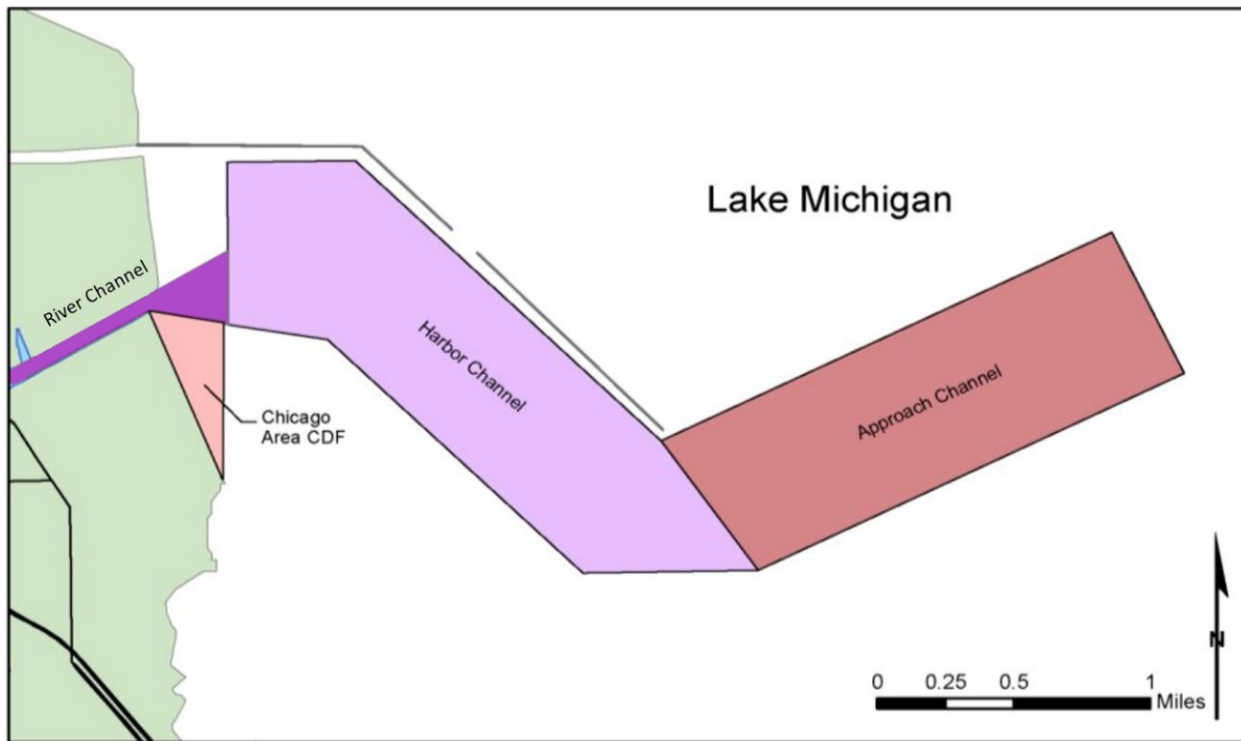 Lake Michigan
River Channel
Harbor Channel
Approach Channel
Chicago
Area CDF
0 0.25 0.5 1
Miles
N